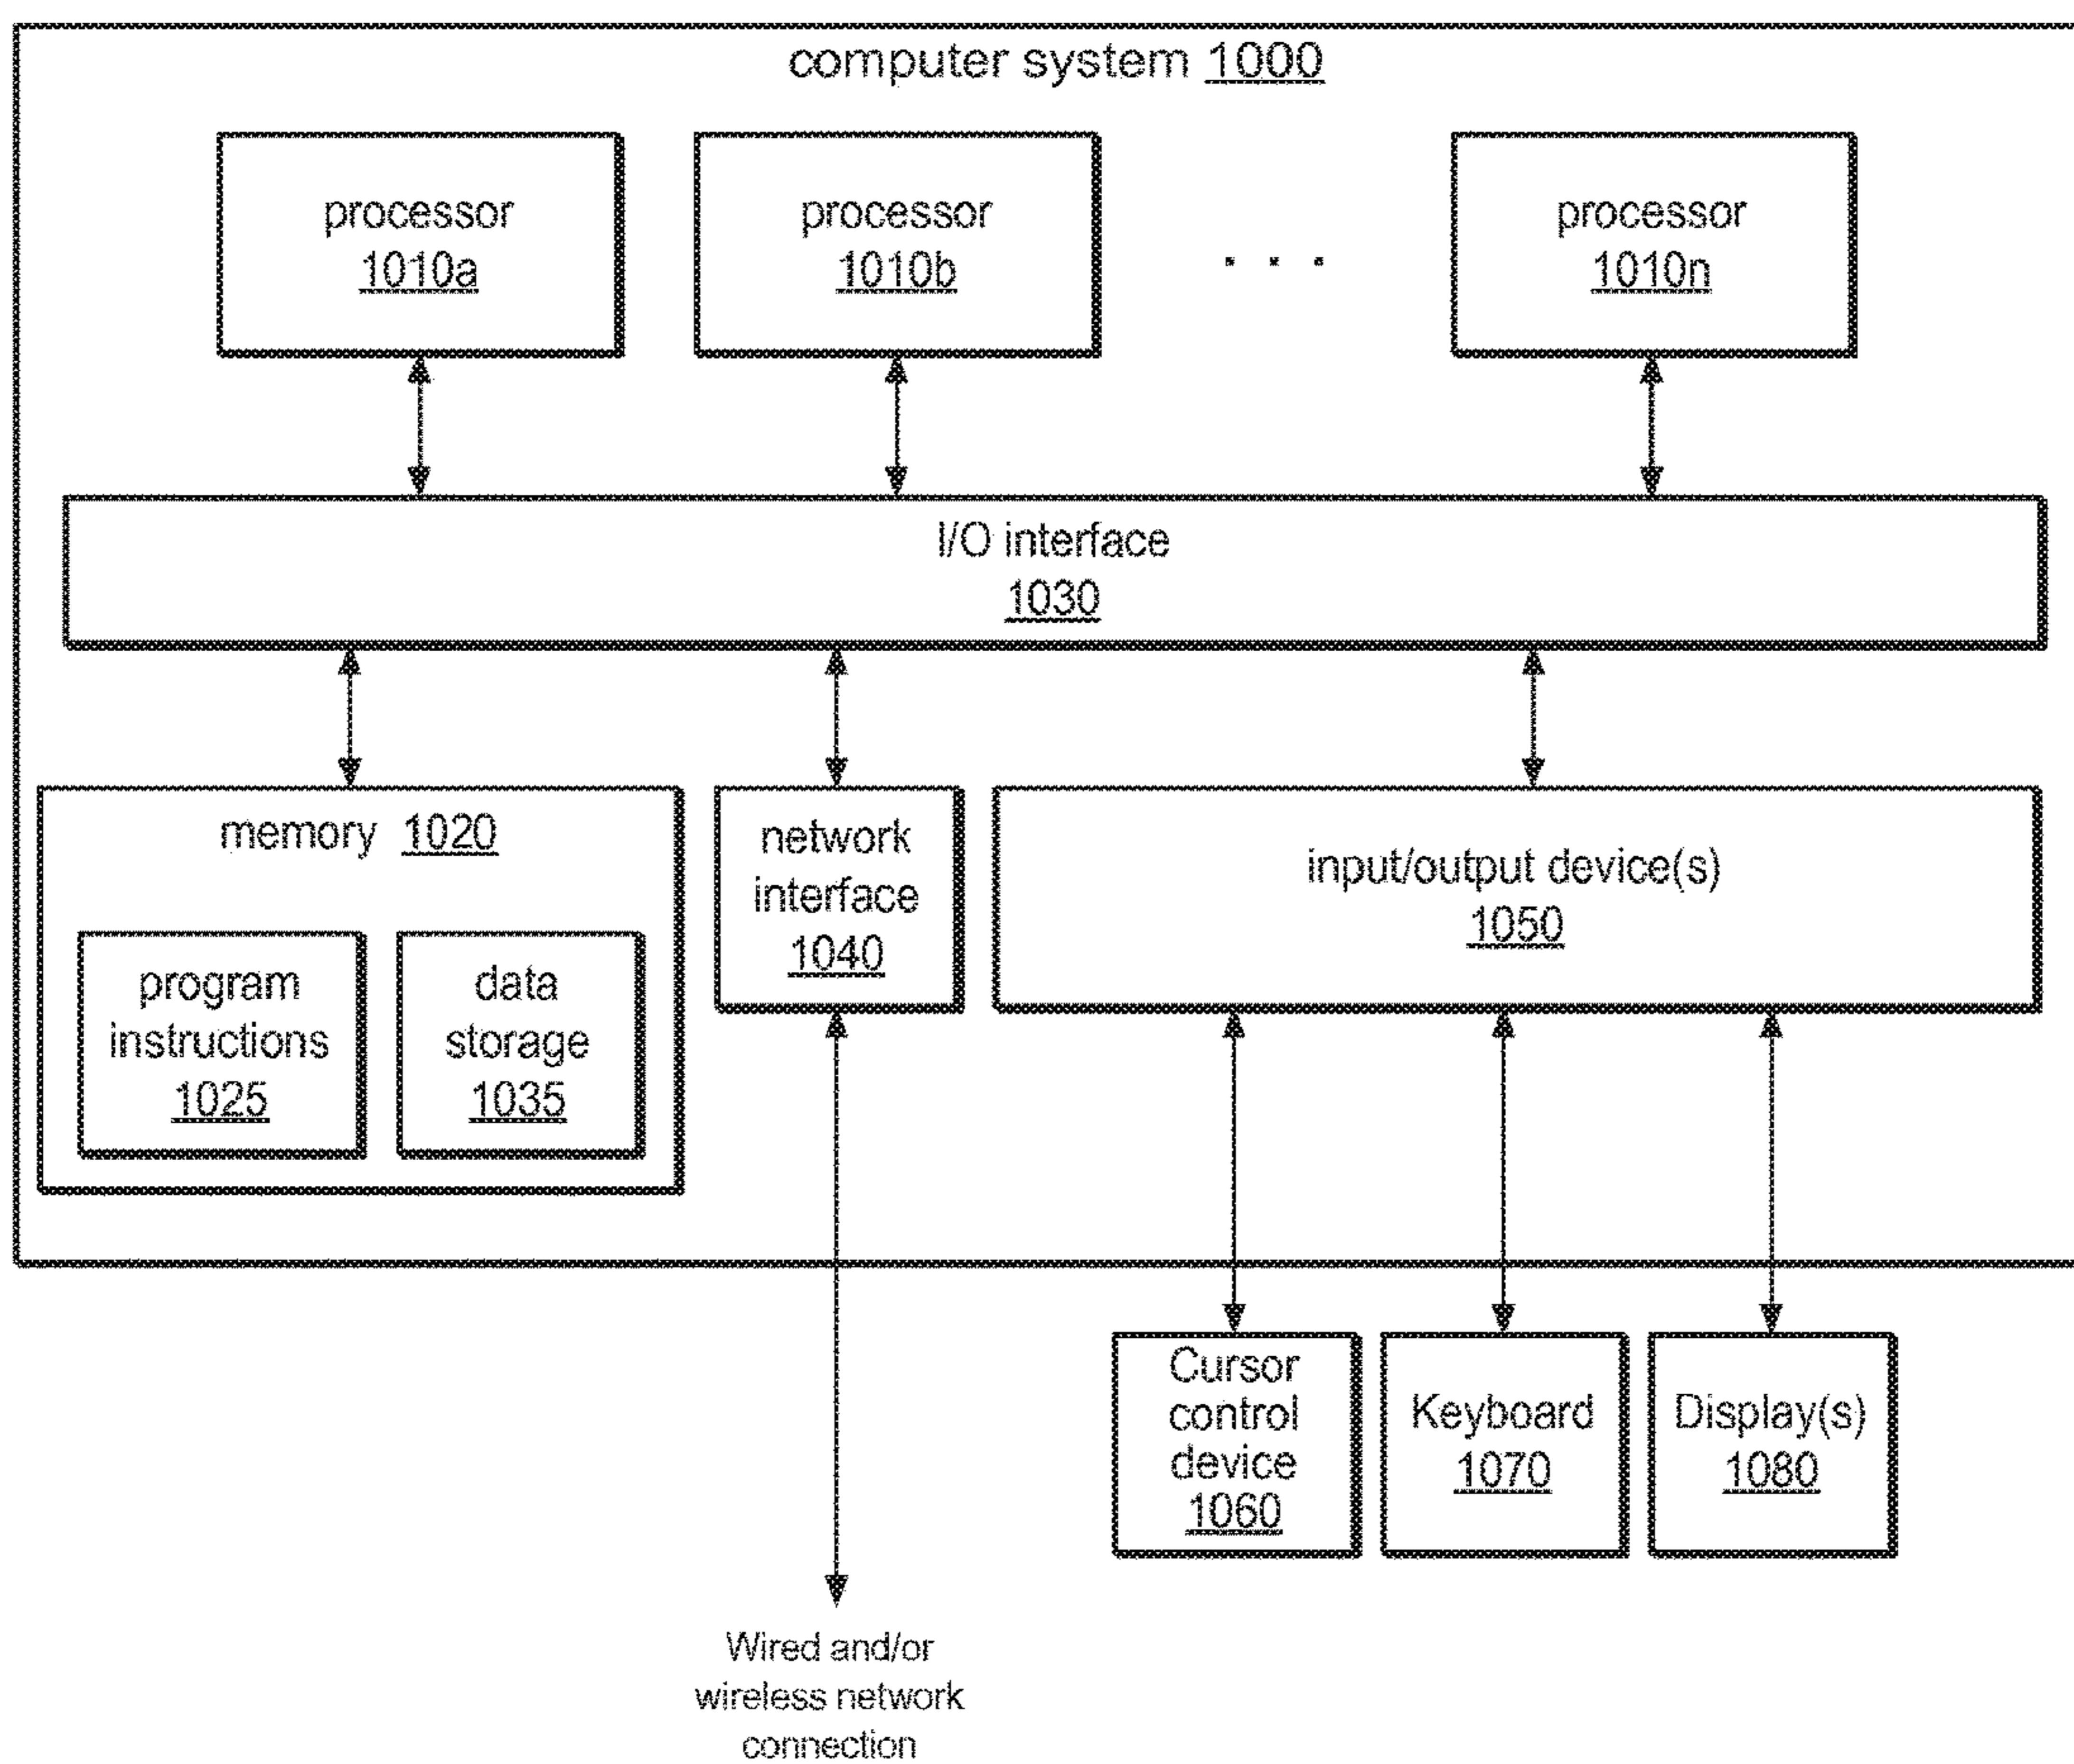 computer system 1000
processor
1010a
processor
1010b
. . .
processor
1010n
I/O interface
1030
memory 1020
program
instructions
1025
data
storage
1035
network
interface
1040
input/output device(s)
1050
Cursor
control
device
1060
Keyboard
1070
Display(s)
1080
Wired and/or
wireless network
connection